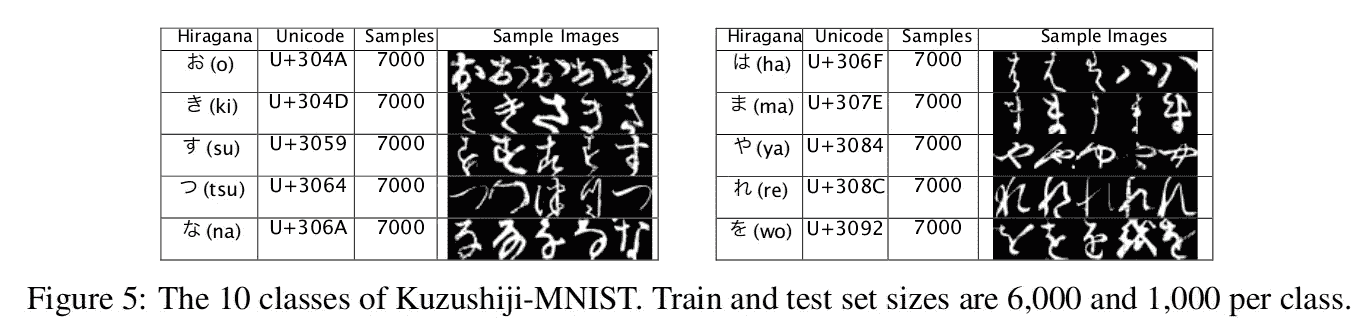 Hiragana Unicode Samples Sample Images
お (o) U+304A 7000
き (ki) U+304D 7000
す (su) U+3059 7000
つ (tsu) U+3064 7000
な (na) U+306A 7000
Hiragana Unicode Samples Sample Images
は (ha) U+306F 7000
ま (ma) U+307E 7000
や (ya) U+3084 7000
れ (re) U+308C 7000
を (wo) U+3092 7000
Figure 5: The 10 classes of Kuzushiji-MNIST. Train and test set sizes are 6,000 and 1,000 per class.